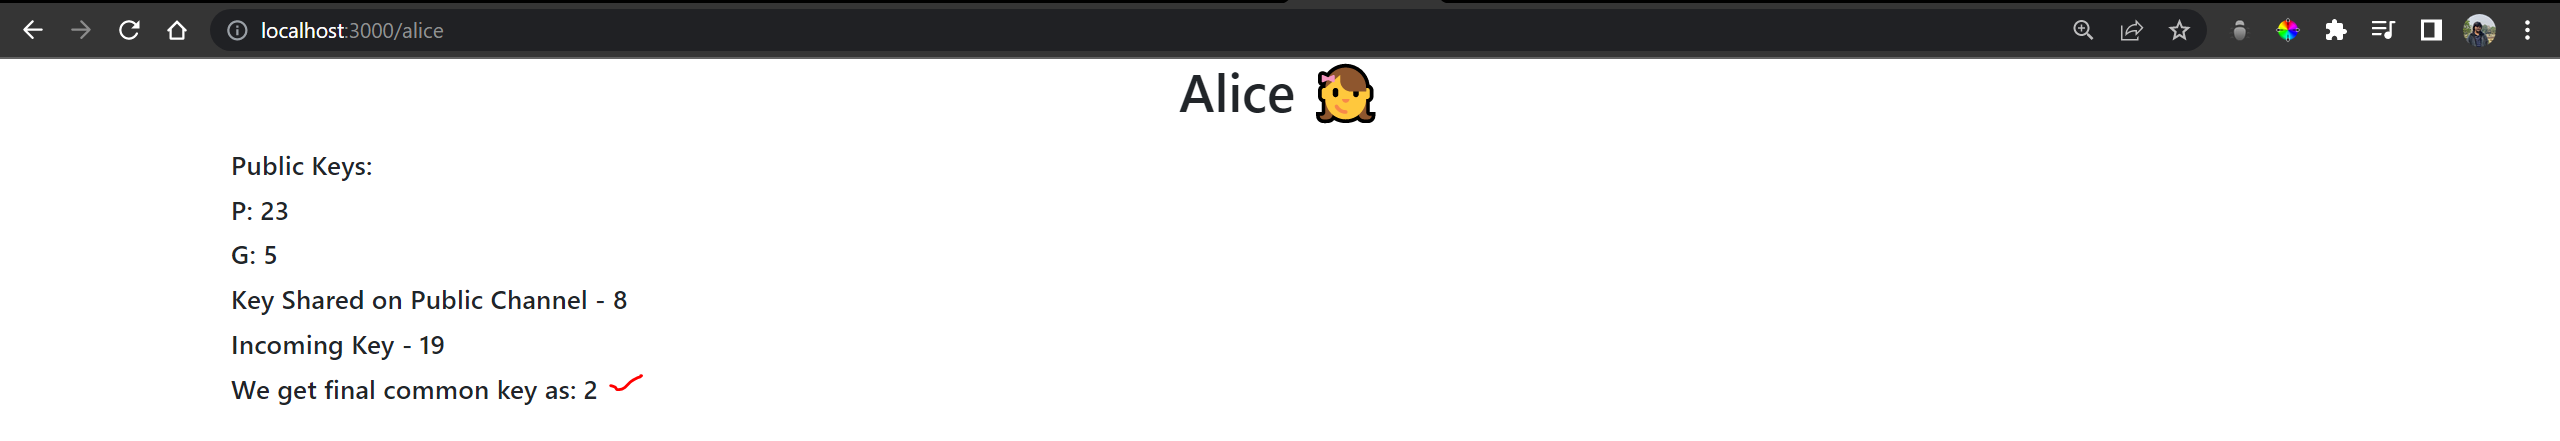 localhost:3000/alice
Alice
Public Keys:
P: 23
G: 5
Key Shared on Public Channel - 8
Incoming Key - 19
We get final common key as: 2